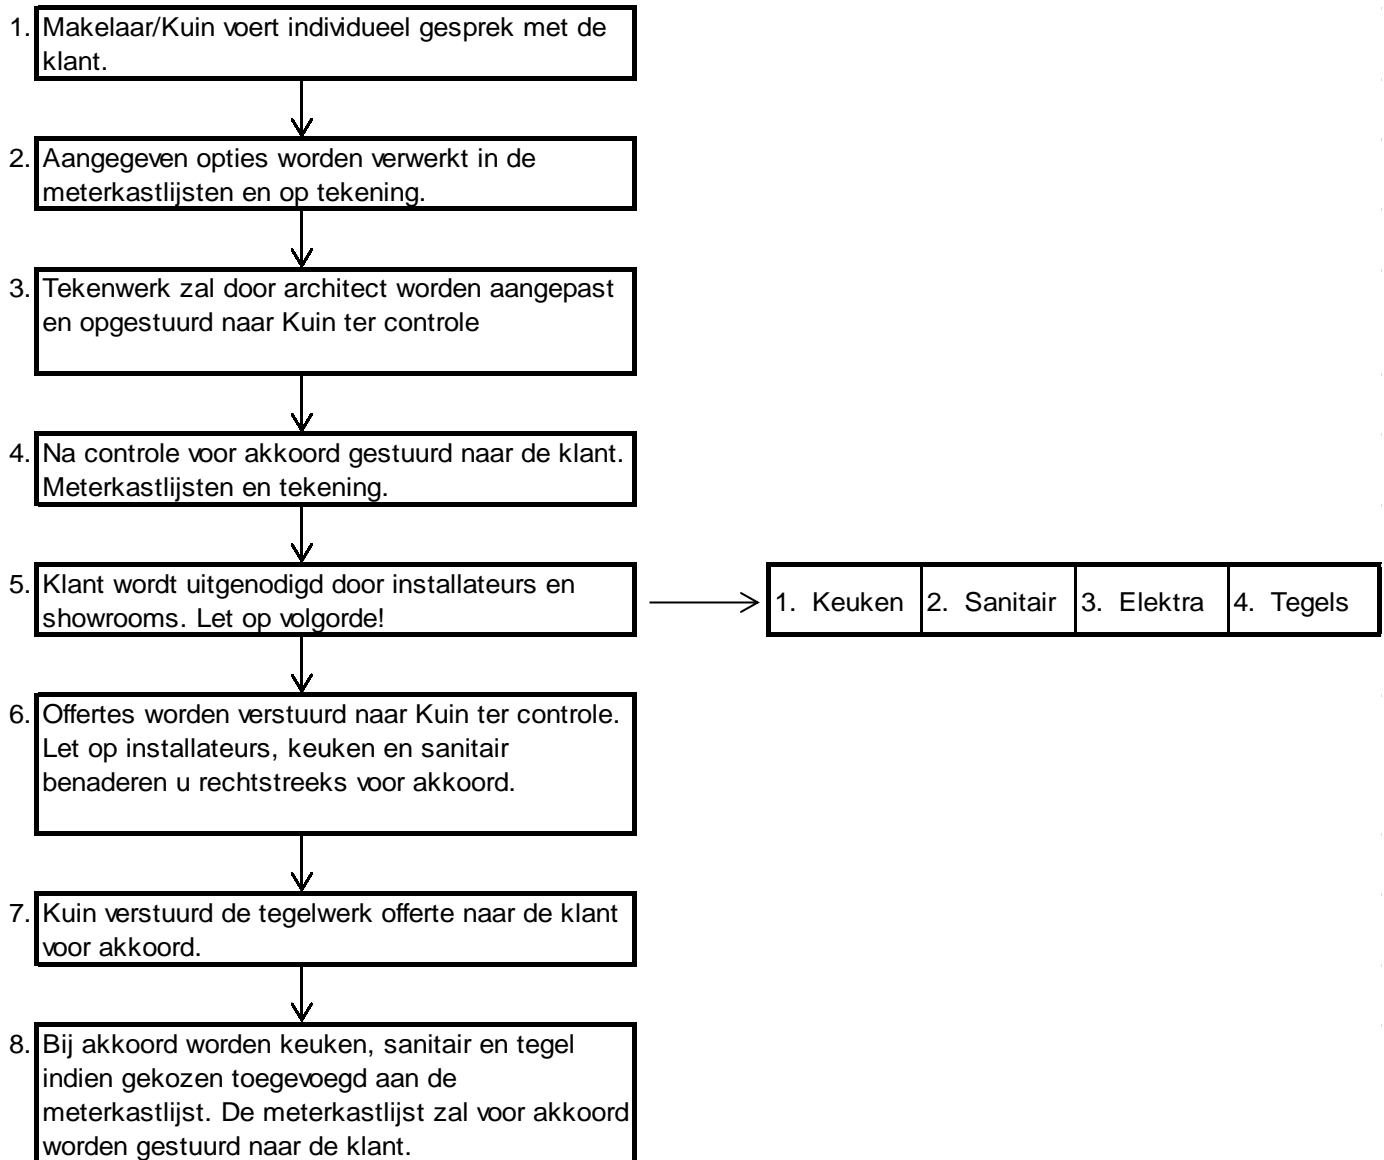 1. Makelaar/Kuin voert individueel gesprek met de
klant.
2. Aangegeven opties worden verwerkt in de
meterkastlijsten en op tekening.
3. Tekenwerk zal door architect worden aangepast
en opgestuurd naar Kuin ter controle
4. Na controle voor akkoord gestuurd naar de klant.
Meterkastlijsten en tekening.
5. Klant wordt uitgenodigd door installateurs en
showrooms. Let op volgorde!
1. Keuken 2. Sanitair 3. Elektra 4. Tegels
6. Offertes worden verstuurd naar Kuin ter controle.
Let op installateurs, keuken en sanitair
benaderen u rechtstreeks voor akkoord.
7. Kuin verstuurd de tegelwerk offerte naar de klant
voor akkoord.
8. Bij akkoord worden keuken, sanitair en tegel
indien gekozen toegevoegd aan de
meterkastlijst. De meterkastlijst zal voor akkoord
worden gestuurd naar de klant.